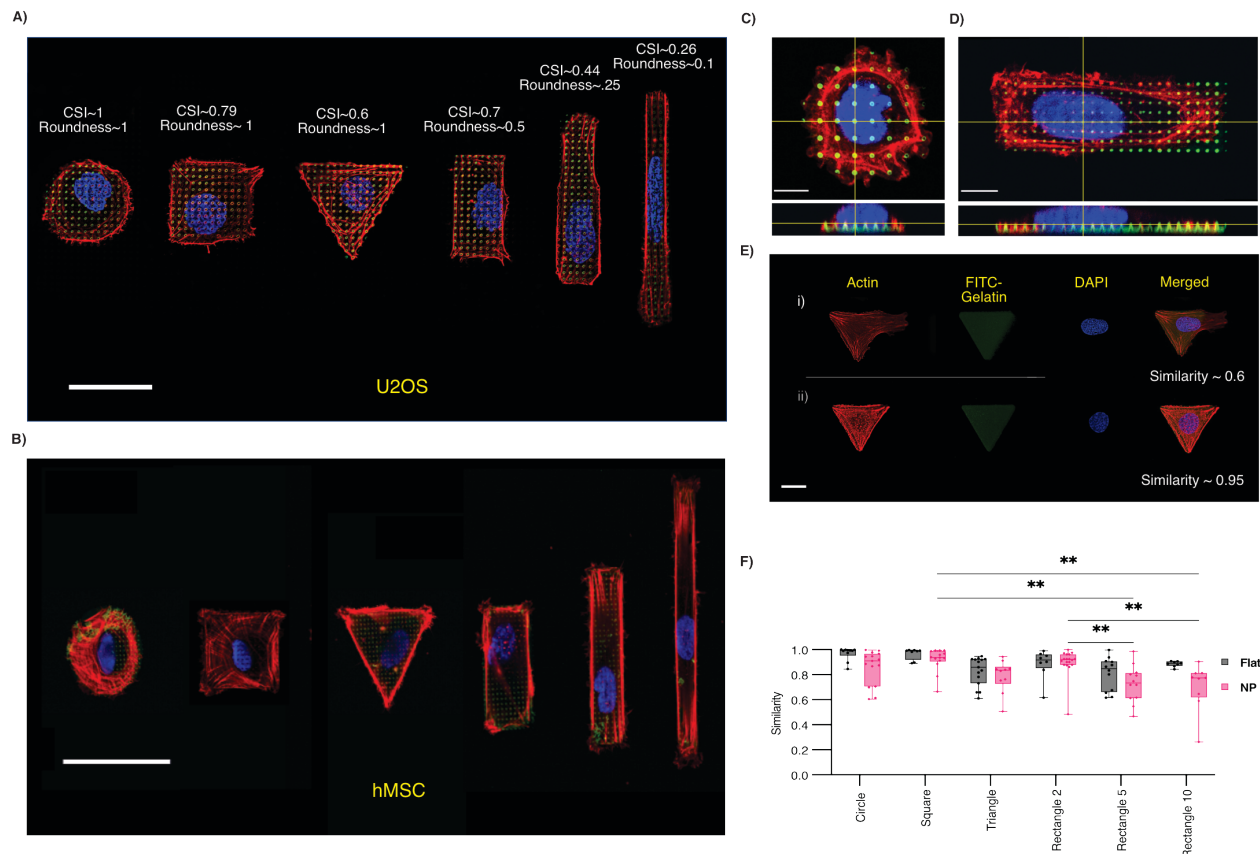 A)
CSI~1
Roundness~1
CSI~0.79
Roundness~ 1
CSI~0.6
Roundness~1
CSI~0.7
Roundness~0.5
CSI~0.44
Roundness~.25
CSI~0.26
Roundness~0.1
U2OS
B)
hMSC
C)
D)
E)
Actin
FITC-
Gelatin
DAPI
Merged
i)
Similarity ~ 0.6
ii)
Similarity ~ 0.95
F)
**
**
**
**
1.0
0.8
0.6
0.4
0.2
0.0
Similarity
Circle
Square
Triangle
Rectangle 2
Rectangle 5
Rectangle 10
Flat
NP